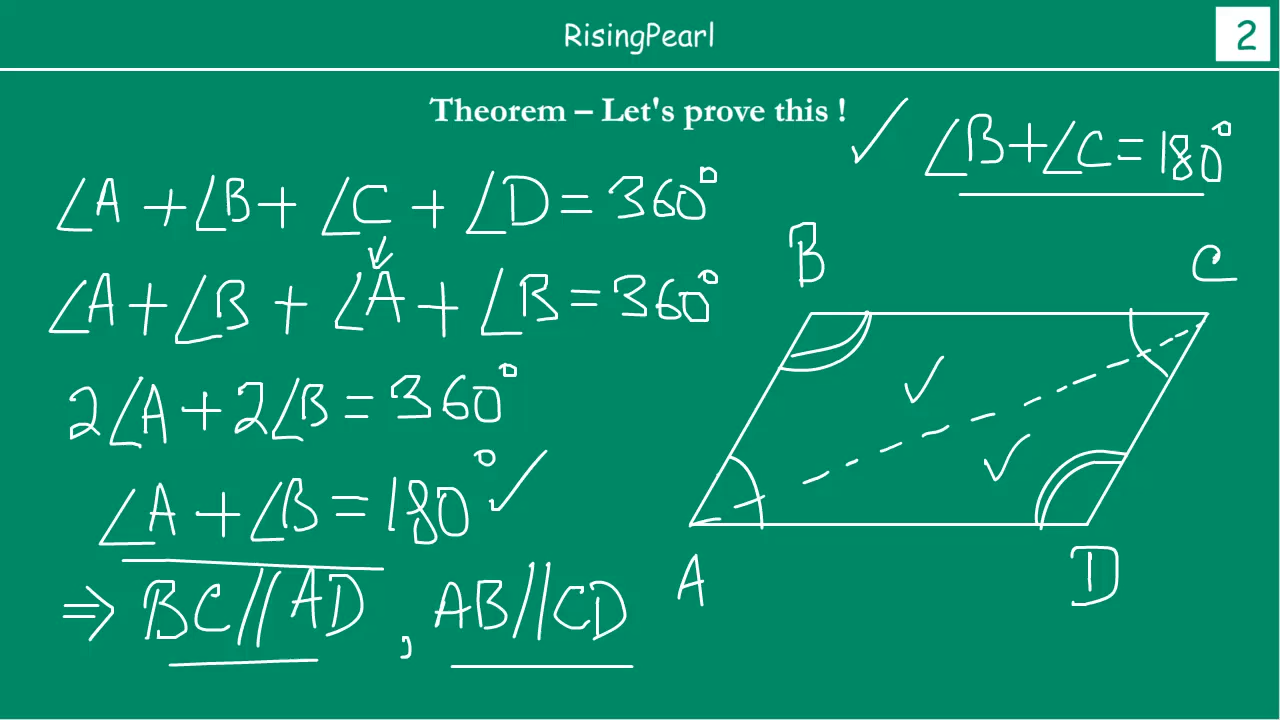 RisingPearl
2
Theorem – Let's prove this !
∠B+∠C=180°
∠A+∠B+∠C+∠D=360°
∠A+∠B+∠A+∠B=360°
2∠A+2∠B=360°
∠A+∠B=180°
⇒ BC//AD, AB//CD
B
C
A
D